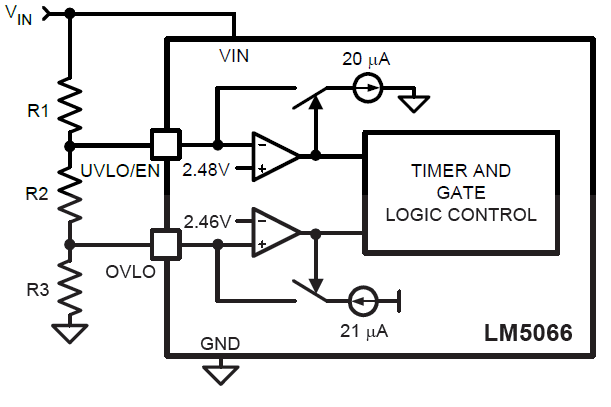 VIN
VIN
20 µA
R1
−
UVLO/EN
2.48V
+
TIMER AND
GATE
LOGIC CONTROL
R2
2.46V
−
+
OVLO
R3
21 µA
GND
LM5066